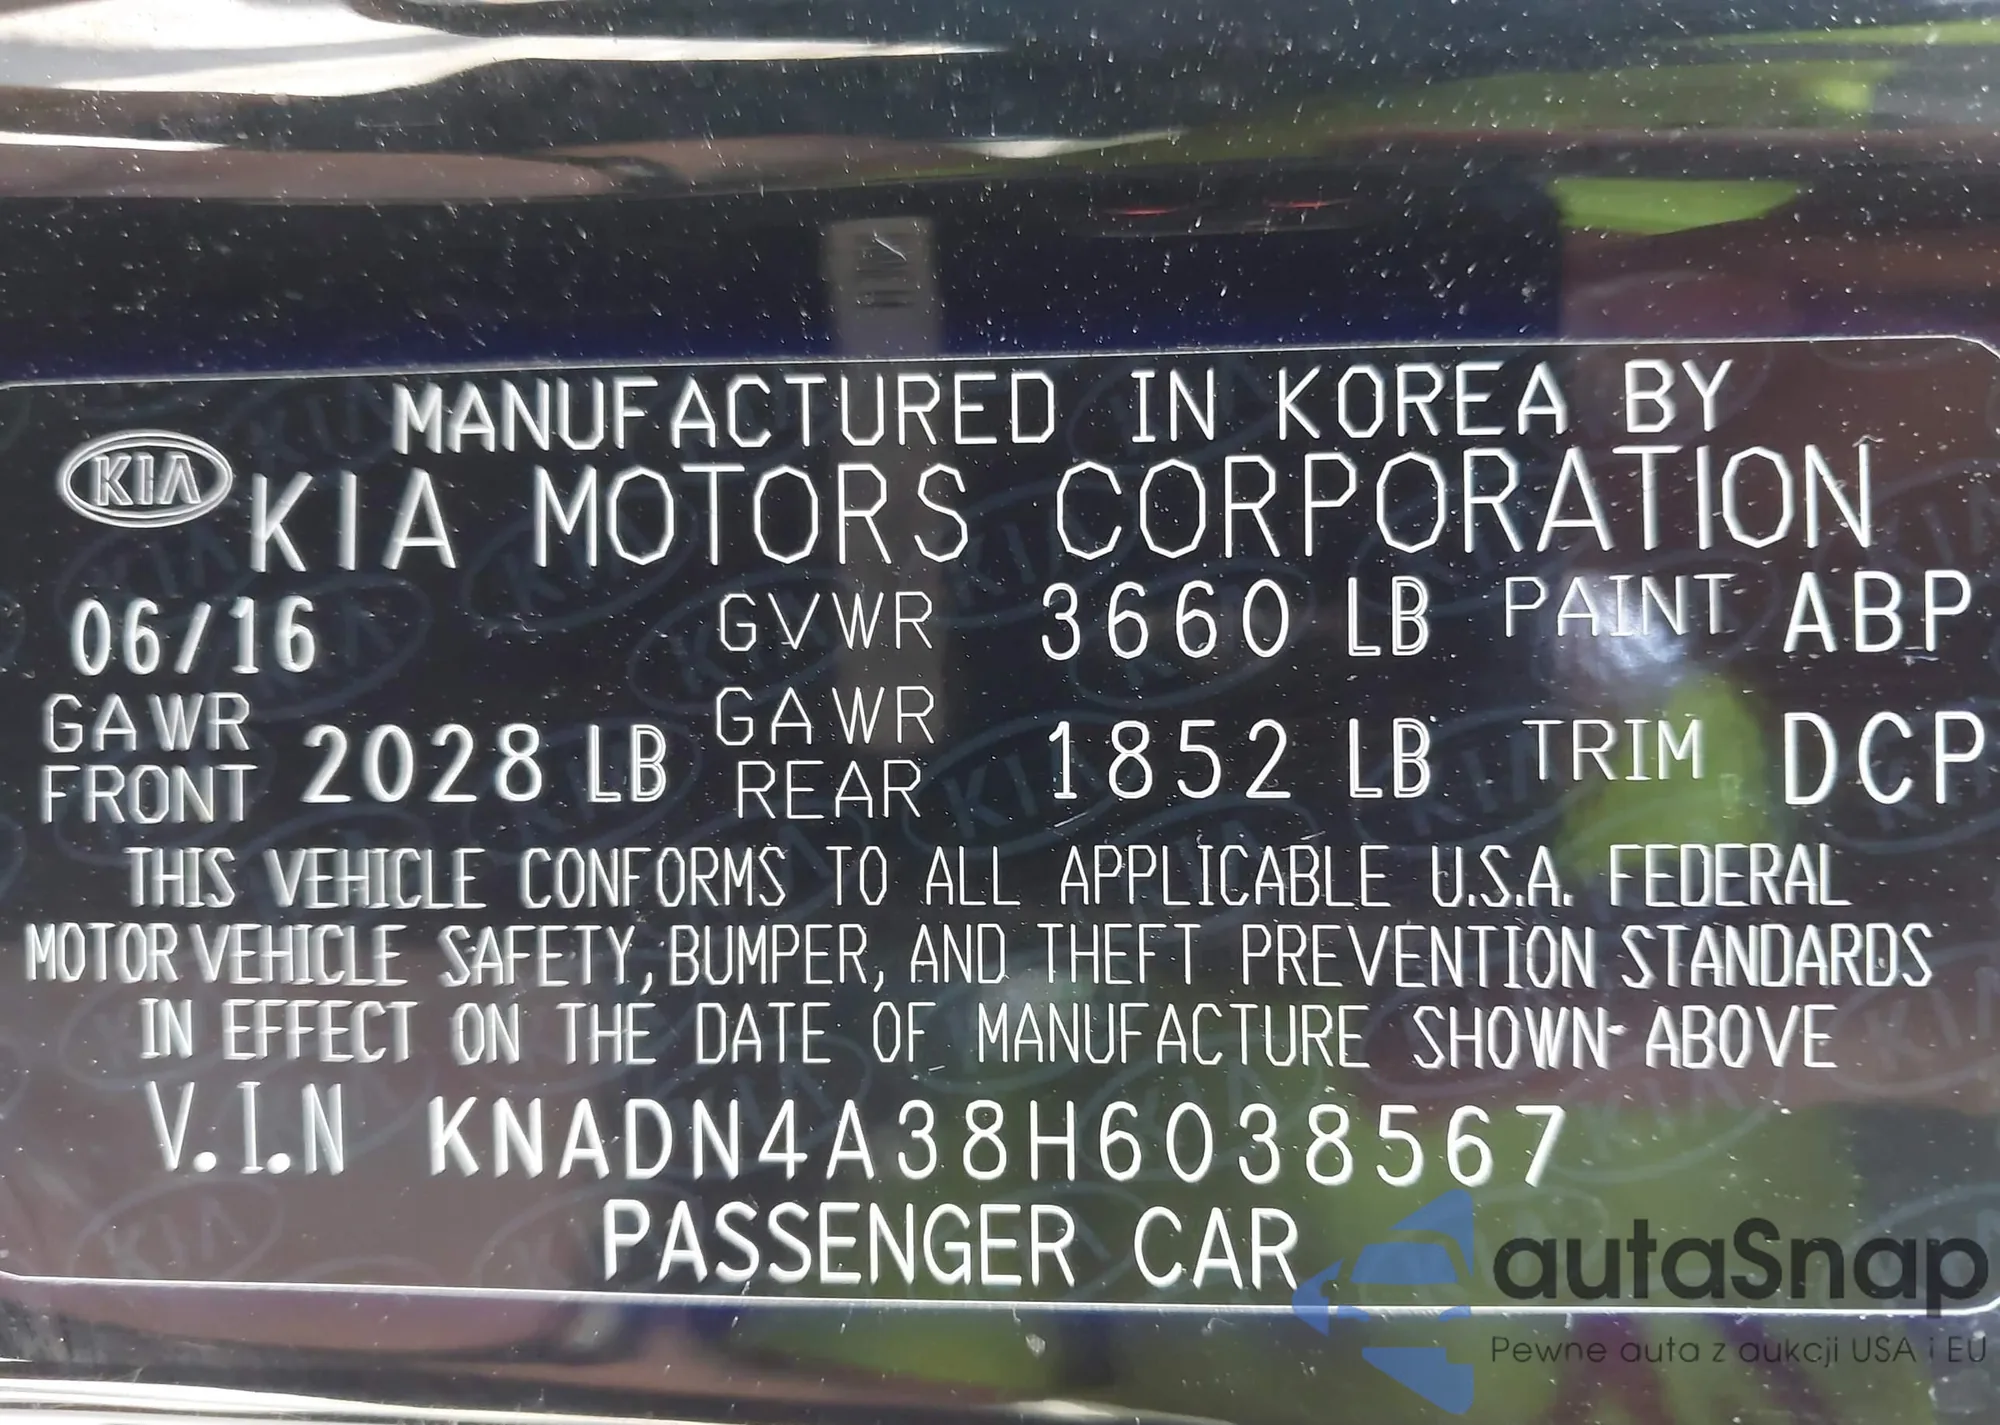 MANUFACTURED IN KOREA BY
KIA KIA MOTORS CORPORATION
06/16 GVWR 3660 LB PAINT ABP
GAWR FRONT 2028 LB GAWR REAR 1852 LB TRIM DCP
THIS VEHICLE CONFORMS TO ALL APPLICABLE U.S.A. FEDERAL
MOTOR VEHICLE SAFETY, BUMPER, AND THEFT PREVENTION STANDARDS
IN EFFECT ON THE DATE OF MANUFACTURE SHOWN ABOVE
V.I.N KNADN4A38H6038567
PASSENGER CAR
autaSnap
Pewne auta z aukcji USA i EU